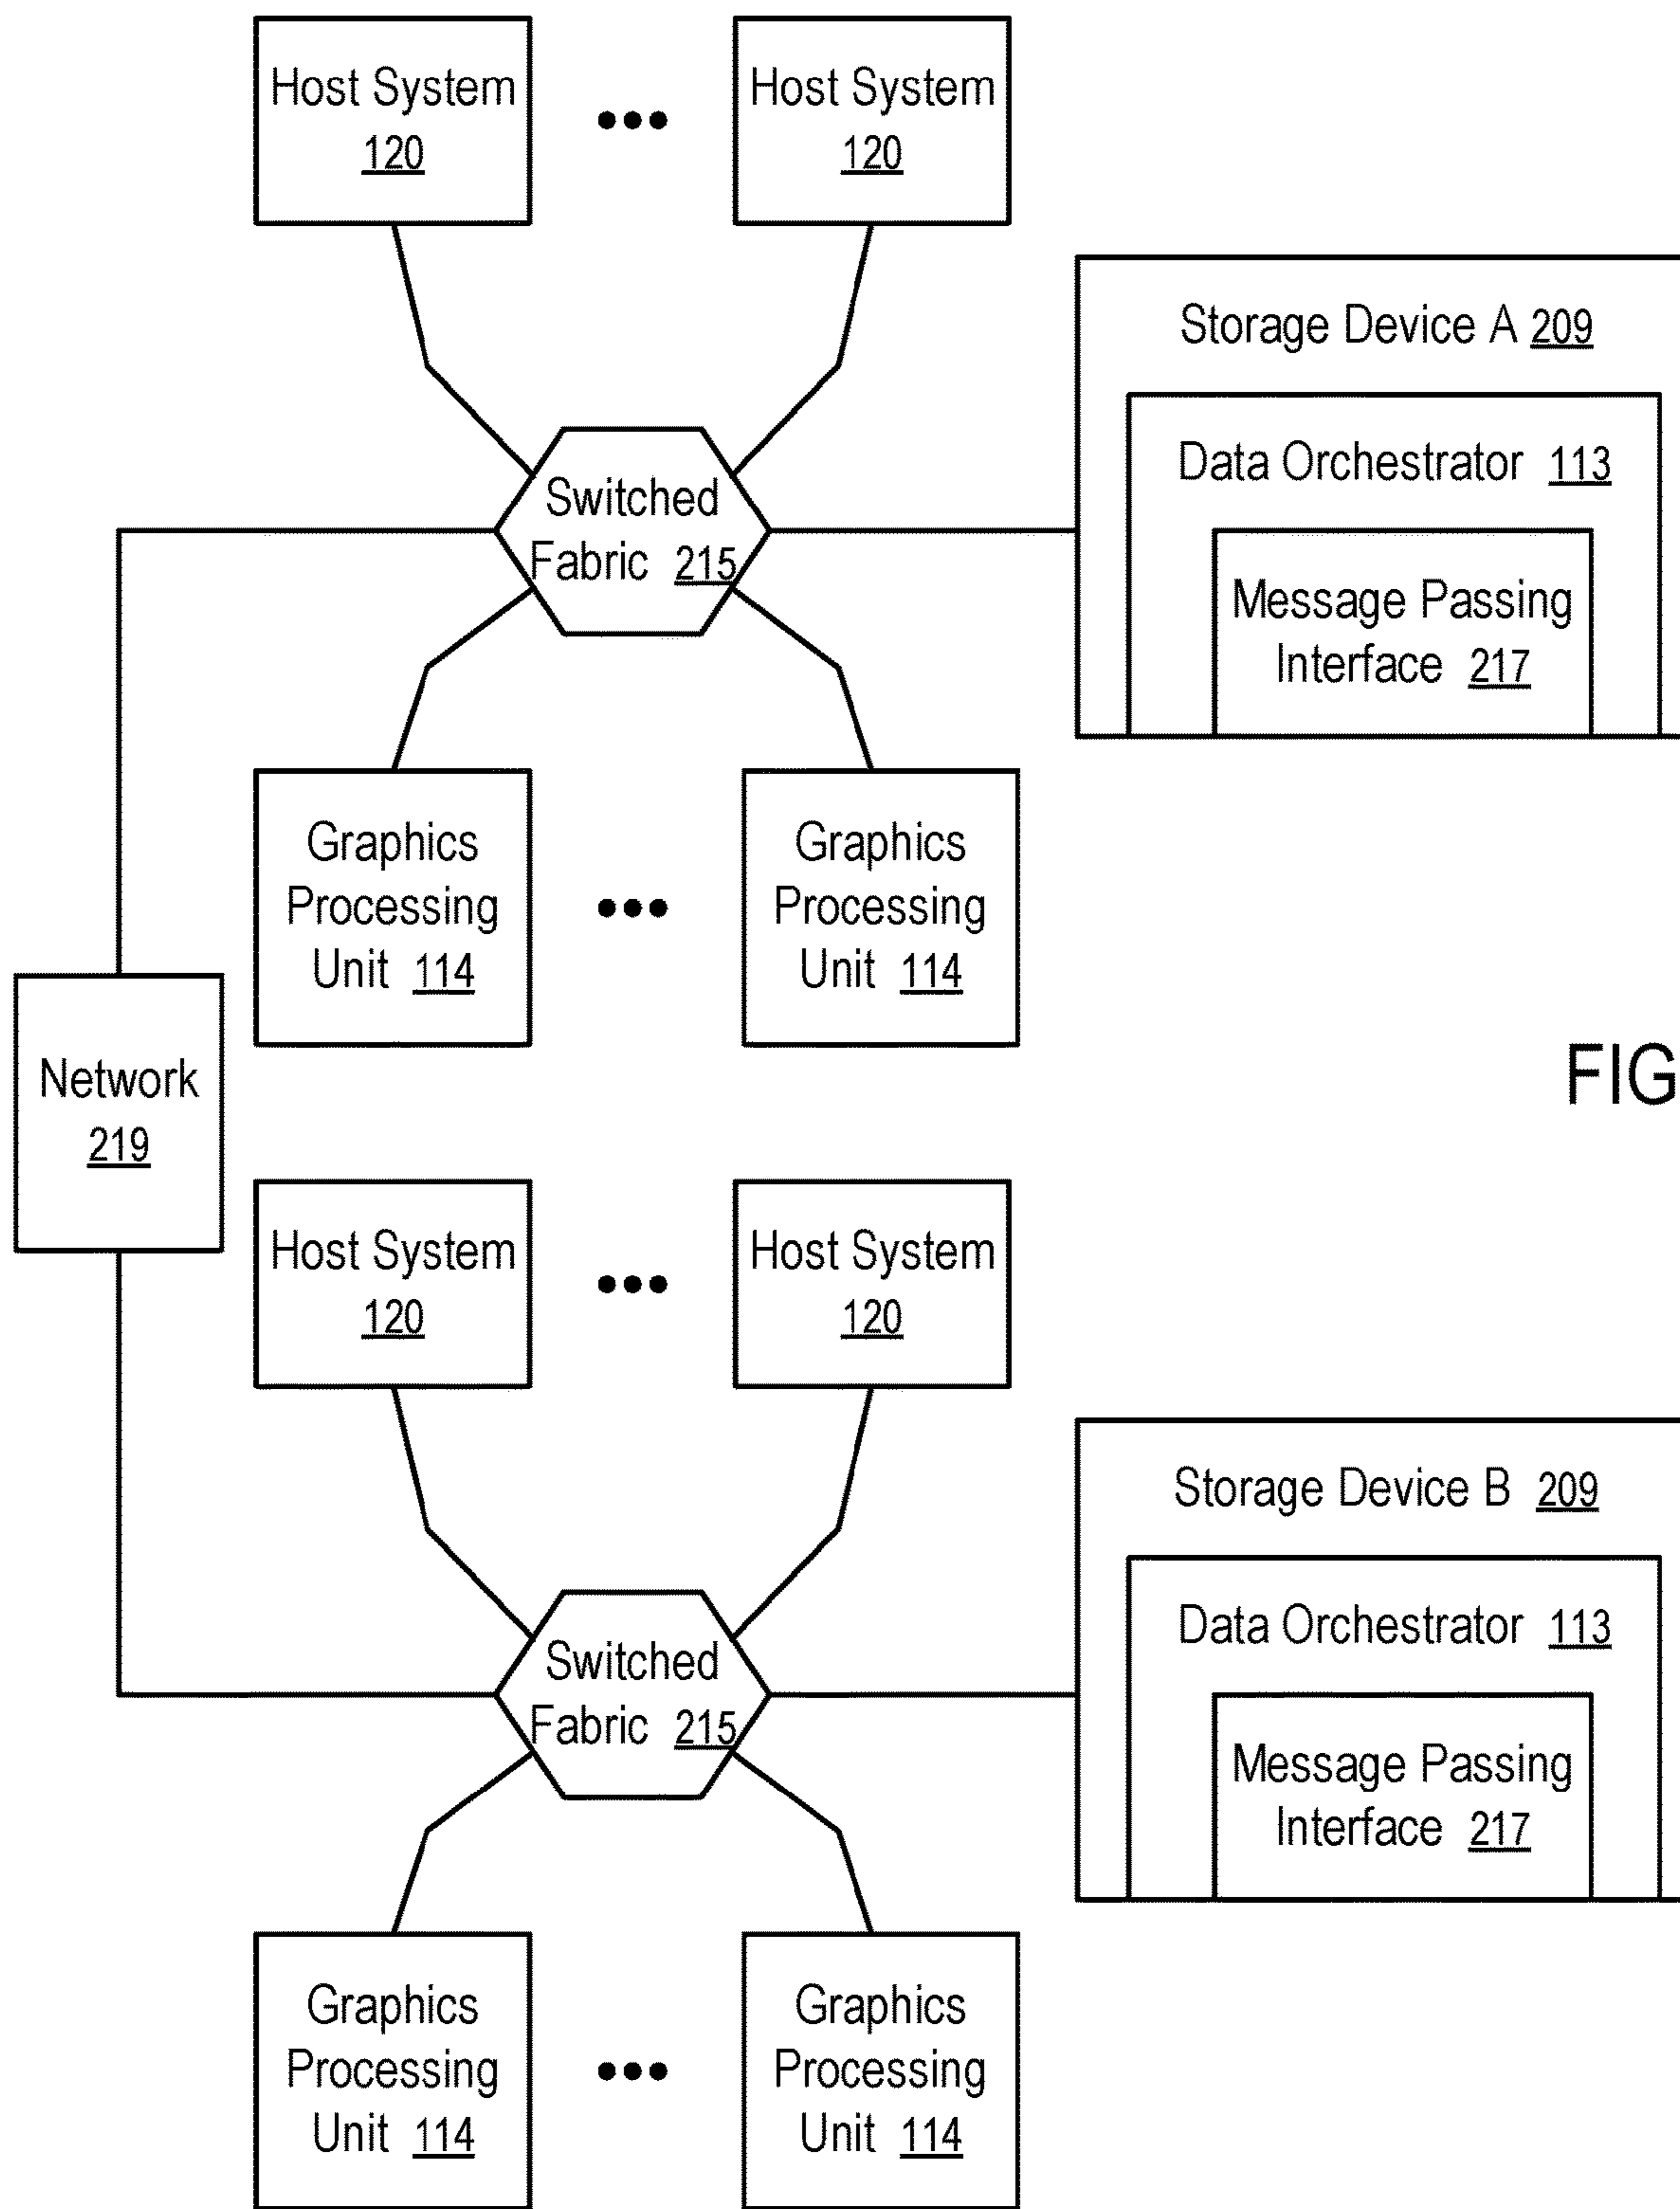 Host System
120
Host System
120
Storage Device A 209
Data Orchestrator 113
Switched
Fabric 215
Message Passing
Interface 217
Graphics
Processing
Unit 114
Graphics
Processing
Unit 114
Network
219
FIG
Host System
120
Host System
120
Storage Device B 209
Data Orchestrator 113
Switched
Fabric 215
Message Passing
Interface 217
Graphics
Processing
Unit 114
Graphics
Processing
Unit 114